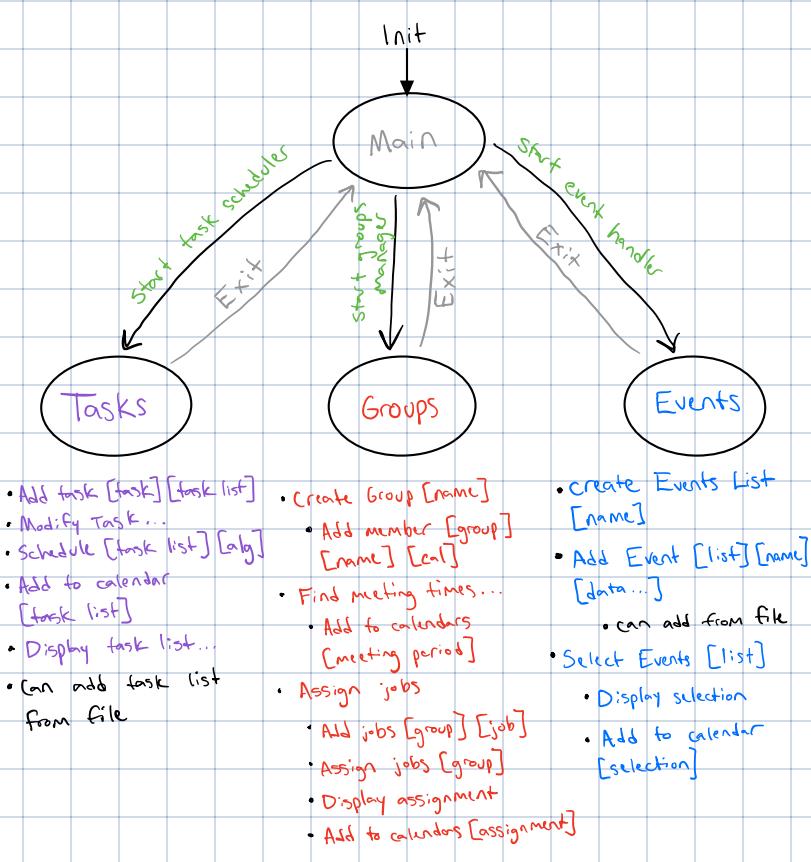 Init
Main
Start task scheduler
Exit
Start groups
manager
Exit
Start event handler
Exit
Tasks
Groups
Events
• Add task [task] [task list]
• Modify Task...
• Schedule [task list] [alg]
• Add to calendar
[task list]
• Display task list...
• Can add task list
from file
• Create Group [name]
• Add member [group]
[name] [cal]
• Find meeting times...
• Add to calendars
[meeting period]
• Assign jobs
• Add jobs [group] [job]
• Assign jobs [group]
• Display assignment
• Add to calendars [assignment]
• Create Events List
[name]
• Add Event [list] [name]
[data...]
• can add from file
• Select Events [list]
• Display selection
• Add to calendar
[selection]